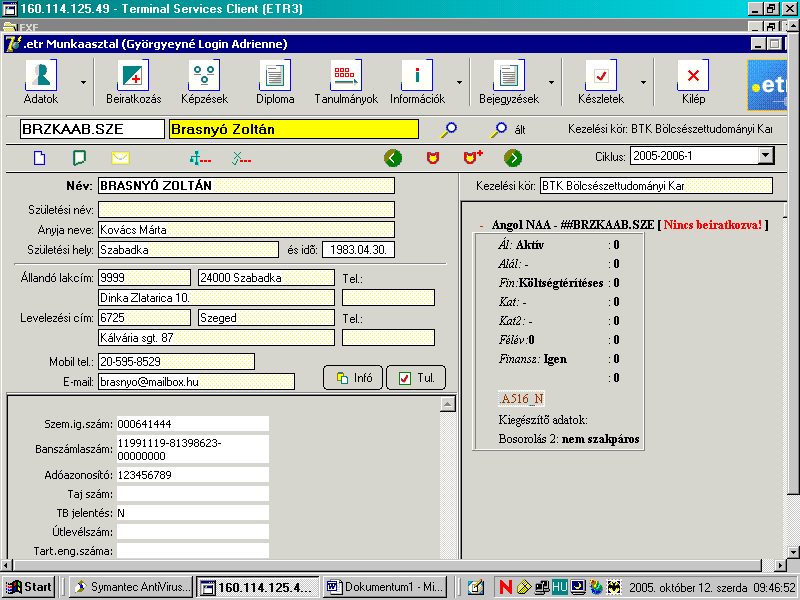 160.114.125.49 - Terminal Services Client (ETR3)
EXE
.etr Munkaasztal (Györgyeyné Login Adrienne)
Adatok Beiratkozás Képzések Diploma Tanulmányok Információk Bejegyzések Készletek Kilép .et
BRZKAAB.SZE Brasnyó Zoltán ált Kezelési kör: BTK Bölcsészettudományi Kar
Ciklus: 2005-2006-1
Név: BRASNYÓ ZOLTÁN
Születési név:
Anyja neve: Kovács Márta
Születési hely: Szabadka és idő: 1983.04.30.
Állandó lakcím: 9999 24000 Szabadka Tel.:
Dinka Zlatarica 10.
Levelezési cím: 6725 Szeged Tel.:
Kálvária sgt. 87
Mobil tel.: 20-595-8529
E-mail: brasnyo@mailbox.hu Infó Tul.
Szem.ig.szám: 000641444
Banszámlaszám: 11991119-81398623-
00000000
Adóazonosító: 123456789
Taj szám:
TB jelentés: N
Útlevélszám:
Tart.eng.száma:
Kezelési kör: BTK Bölcsészettudományi Kar
- Angol NAA - ##BRZKAAB.SZE [ Nincs beiratkozva! ]
Ál: Aktív : 0
Alál: - : 0
Fin:Költségtérítéses : 0
Kat: - : 0
Kat2: - : 0
Félév:0 : 0
Finansz: Igen : 0
: 0
.A516_N
Kiegészítő adatok:
Bosorolás 2: nem szakpáros
Start Symantec AntiVirus... 160.114.125.4... Dokumentum1 - Mi... N HU 2005. október 12. szerda 09:46:52